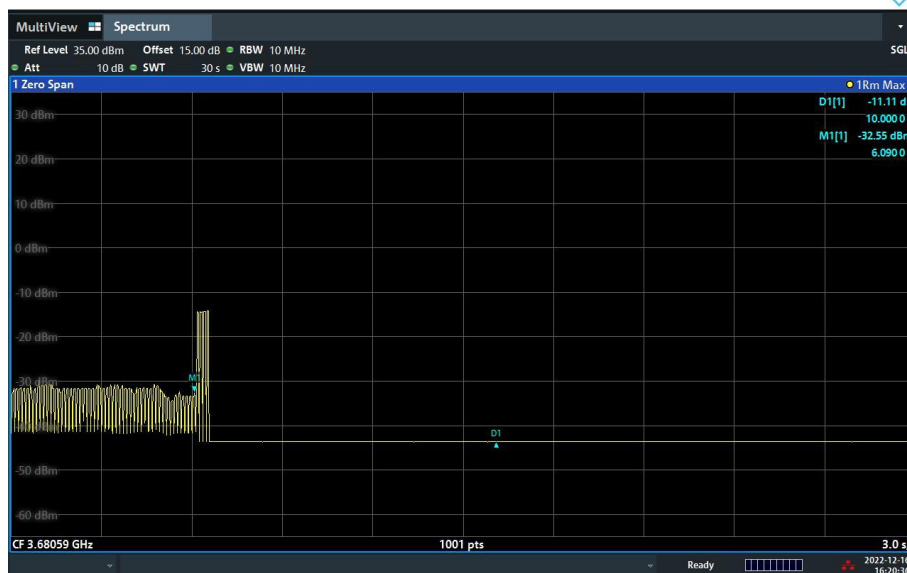 MultiView Spectrum
Ref Level 35.00 dBm Offset 15.00 dB RBW 10 MHz SGL
Att 10 dB SWT 30 s VBW 10 MHz
1 Zero Span 1Rm Max
D1[1] -11.11 d
10.000 0
M1[1] -32.55 dBm
6.090 0
30 dBm
20 dBm
10 dBm
0 dBm
-10 dBm
-20 dBm
-30 dBm
M1
D1
-50 dBm
-60 dBm
CF 3.68059 GHz 1001 pts 3.0 s
Ready 2022-12-16
16:20:36